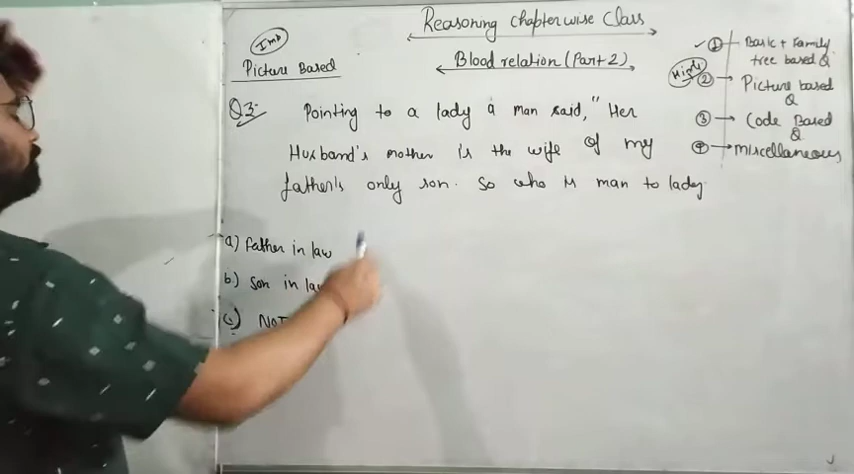 Reasoning Chapterwise Class
Blood relation (Part 2)
Imp
Picture Based
Q3:- Pointing to a lady a man said, "Her
Husband's mother is the wife of my
father's only son. So who is man to lady
a) Father in law
b) Son in la
(c) NOT
① Basic + Family
tree based Q
② → Picture based
Q
③ → Code Based
Q
④ → miscellaneous